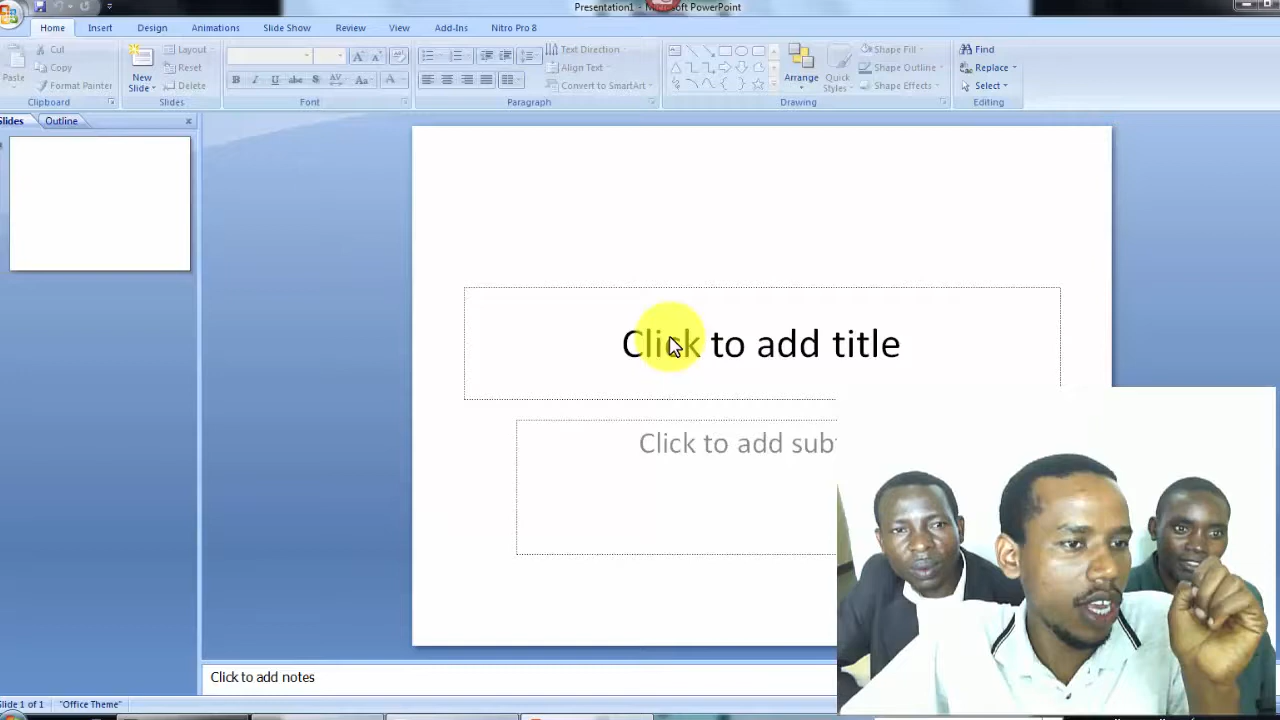 Presentation1 - Microsoft PowerPoint
Home Insert Design Animations Slide Show Review View Add-Ins Nitro Pro 8
Cut Layout Text Direction Shape Fill Find
Paste Copy New Slide Reset Align Text Arrange Quick Styles Shape Outline Replace
Format Painter Delete B I U abc S AV Aa A Convert to SmartArt Shape Effects Select
Clipboard Slides Font Paragraph Drawing Editing
Slides Outline
Click to add title
Click to add sub
Click to add notes
Slide 1 of 1 "Office Theme"